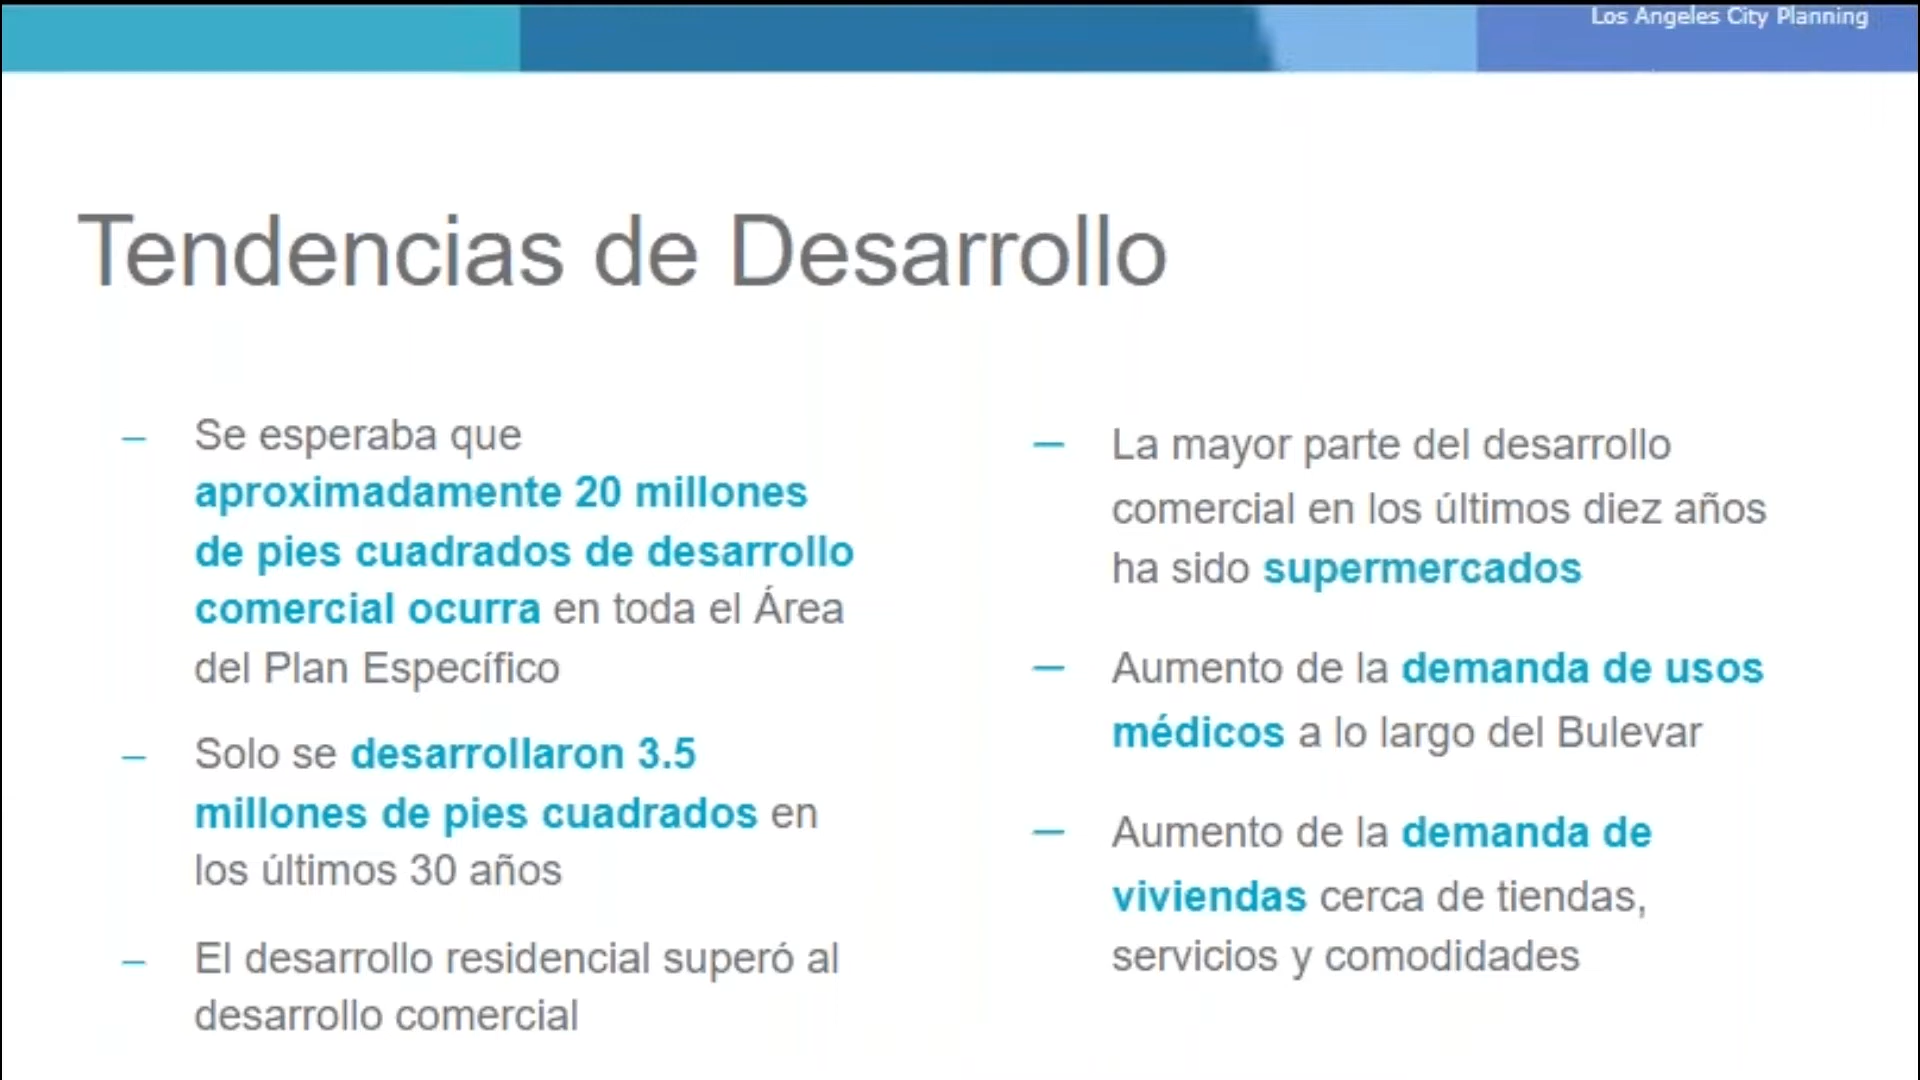 Los Angeles City Planning
Tendencias de Desarrollo
– Se esperaba que
aproximadamente 20 millones
de pies cuadrados de desarrollo
comercial ocurra en toda el Área
del Plan Específico
– Solo se desarrollaron 3.5
millones de pies cuadrados en
los últimos 30 años
– El desarrollo residencial superó al
desarrollo comercial
– La mayor parte del desarrollo
comercial en los últimos diez años
ha sido supermercados
– Aumento de la demanda de usos
médicos a lo largo del Bulevar
– Aumento de la demanda de
viviendas cerca de tiendas,
servicios y comodidades